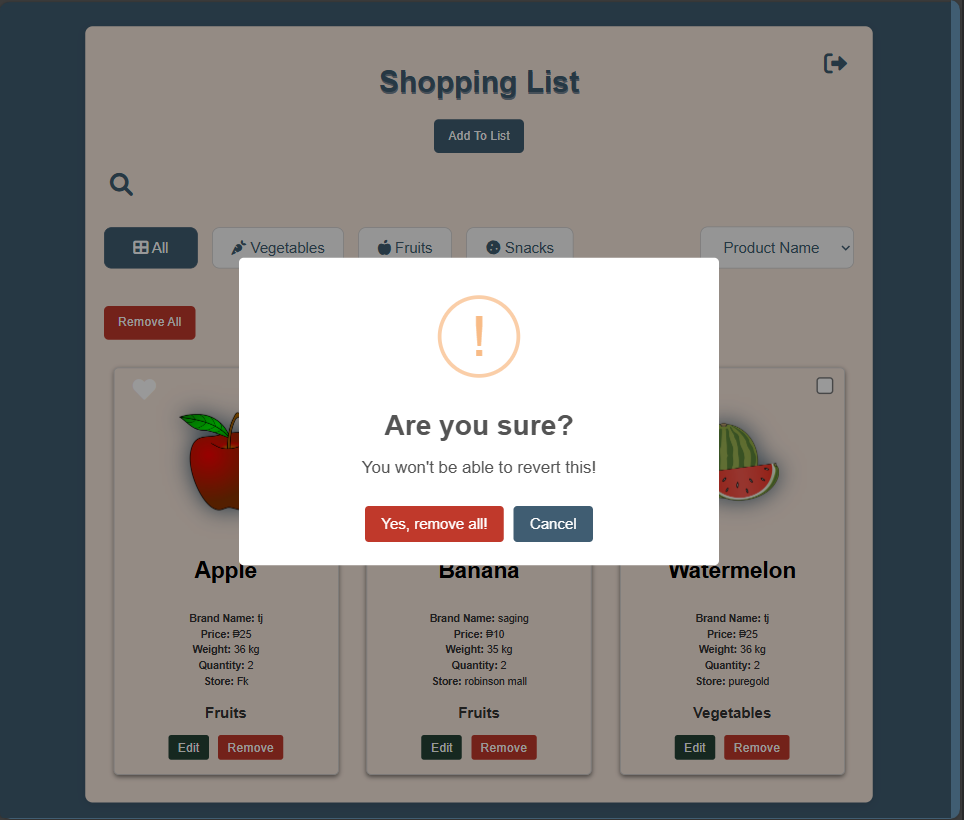 Shopping List
Add To List
All Vegetables Fruits Snacks Product Name
Remove All
!
Are you sure?
You won't be able to revert this!
Yes, remove all! Cancel
Apple Banana Watermelon
Brand Name: tj
Price: ₱25
Weight: 36 kg
Quantity: 2
Store: Fk
Fruits
Edit Remove
Brand Name: saging
Price: ₱10
Weight: 35 kg
Quantity: 2
Store: robinson mall
Fruits
Edit Remove
Brand Name: tj
Price: ₱25
Weight: 36 kg
Quantity: 2
Store: puregold
Vegetables
Edit Remove